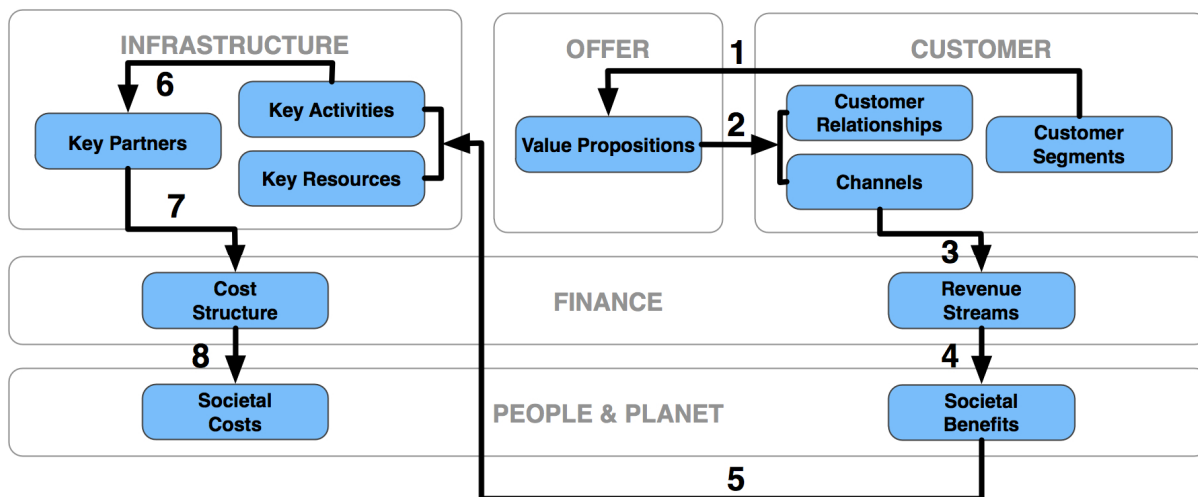 INFRASTRUCTURE
OFFER
1
CUSTOMER
6
Key Activities
Customer
Relationships
Key Partners
Value Propositions
2
Customer
Segments
Key Resources
Channels
7
3
Cost
Structure
FINANCE
Revenue
Streams
8
4
Societal
Costs
PEOPLE & PLANET
Societal
Benefits
5